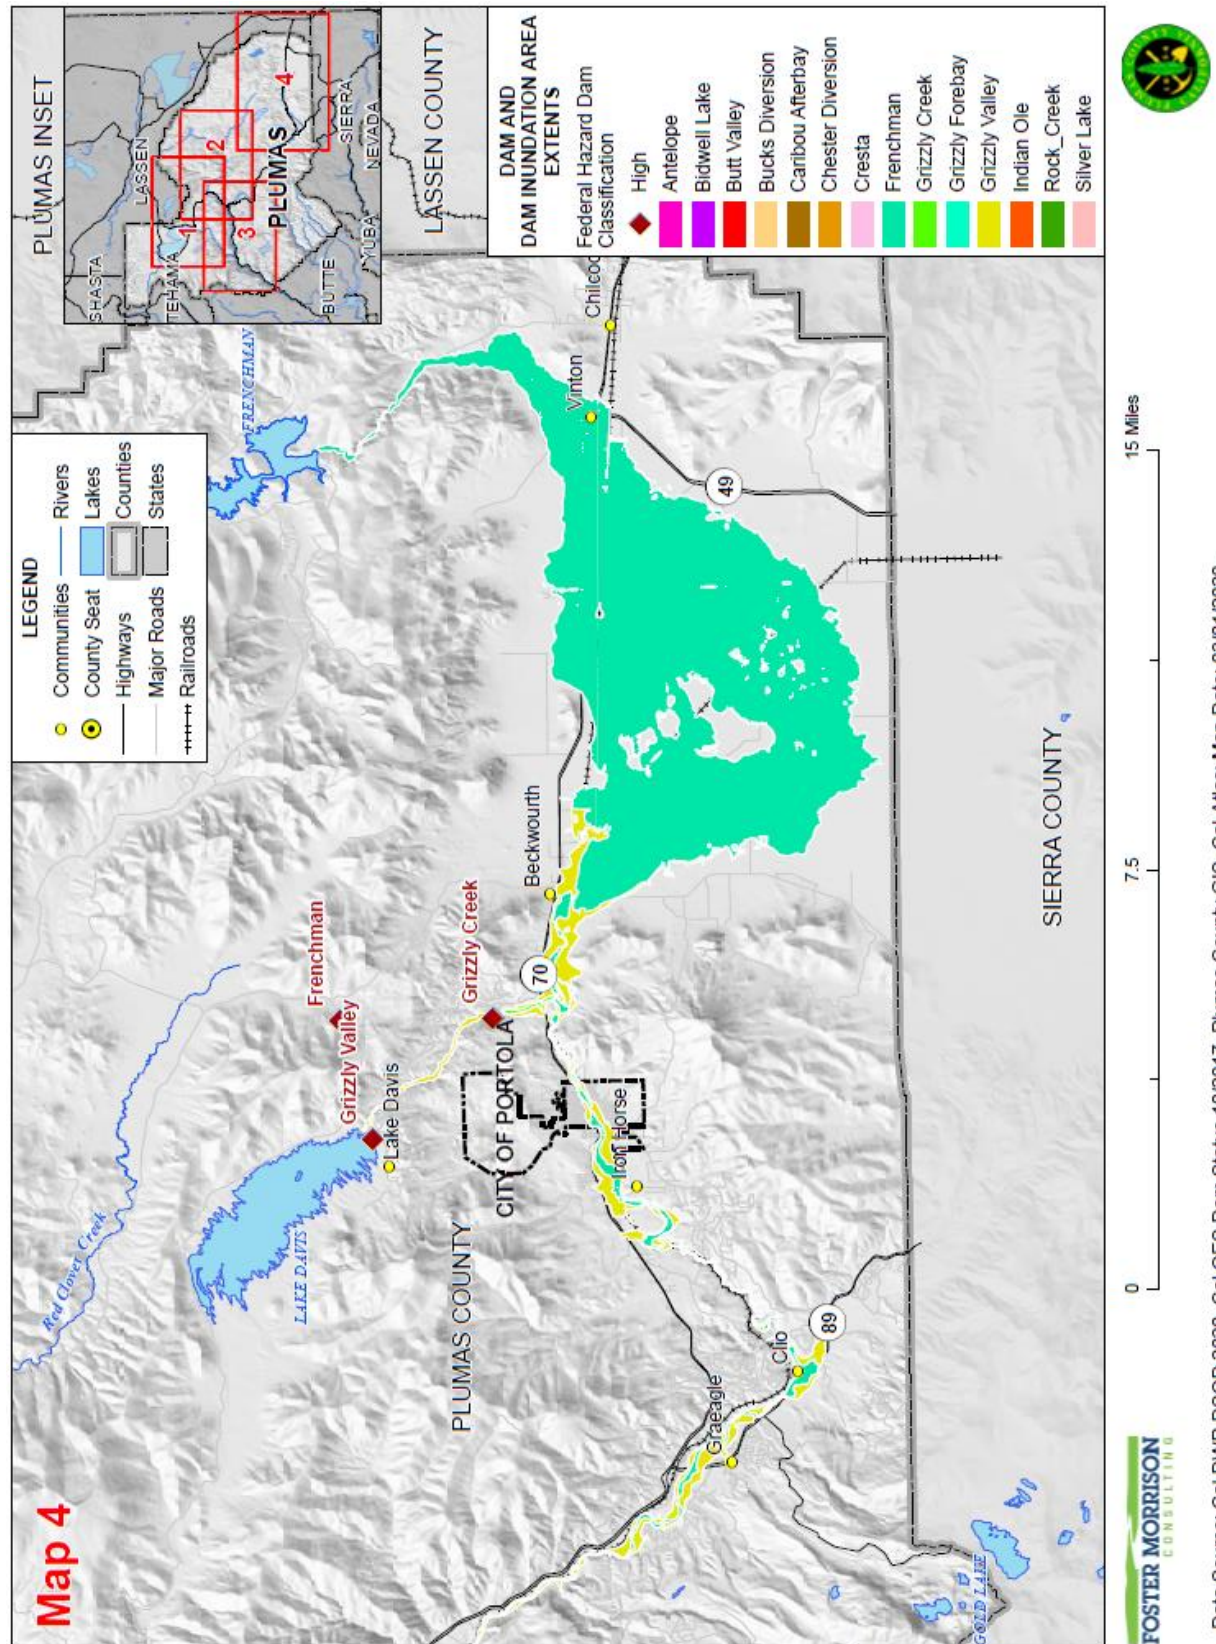 Map 4
LEGEND
Communities
County Seat
Highways
Major Roads
Railroads
Rivers
Lakes
Counties
States
PLUMAS INSET
SHASTA
LASSEN
TEHAMA
PLUMAS
BUTTE
YUBA
SIERRA
NEVADA
1
2
3
4
LASSEN COUNTY
DAM AND
DAM INUNDATION AREA
EXTENTS
Federal Hazard Dam
Classification
High
Antelope
Bidwell Lake
Butt Valley
Bucks Diversion
Caribou Afterbay
Chester Diversion
Cresta
Frenchman
Grizzly Creek
Grizzly Forebay
Grizzly Valley
Indian Ole
Rock_Creek
Silver Lake
Red Clover Creek
FRENCHMAN
LAKE DAVIS
Frenchman
Grizzly Valley
Lake Davis
Grizzly Creek
CITY OF PORTOLA
PLUMAS COUNTY
Beckwourth
Vinton
Chilcoo
70
49
Iron Horse
Graeagle
Clio
89
SIERRA COUNTY
GOLD LAKE
0
7.5
15 Miles
FOSTER MORRISON
CONSULTING